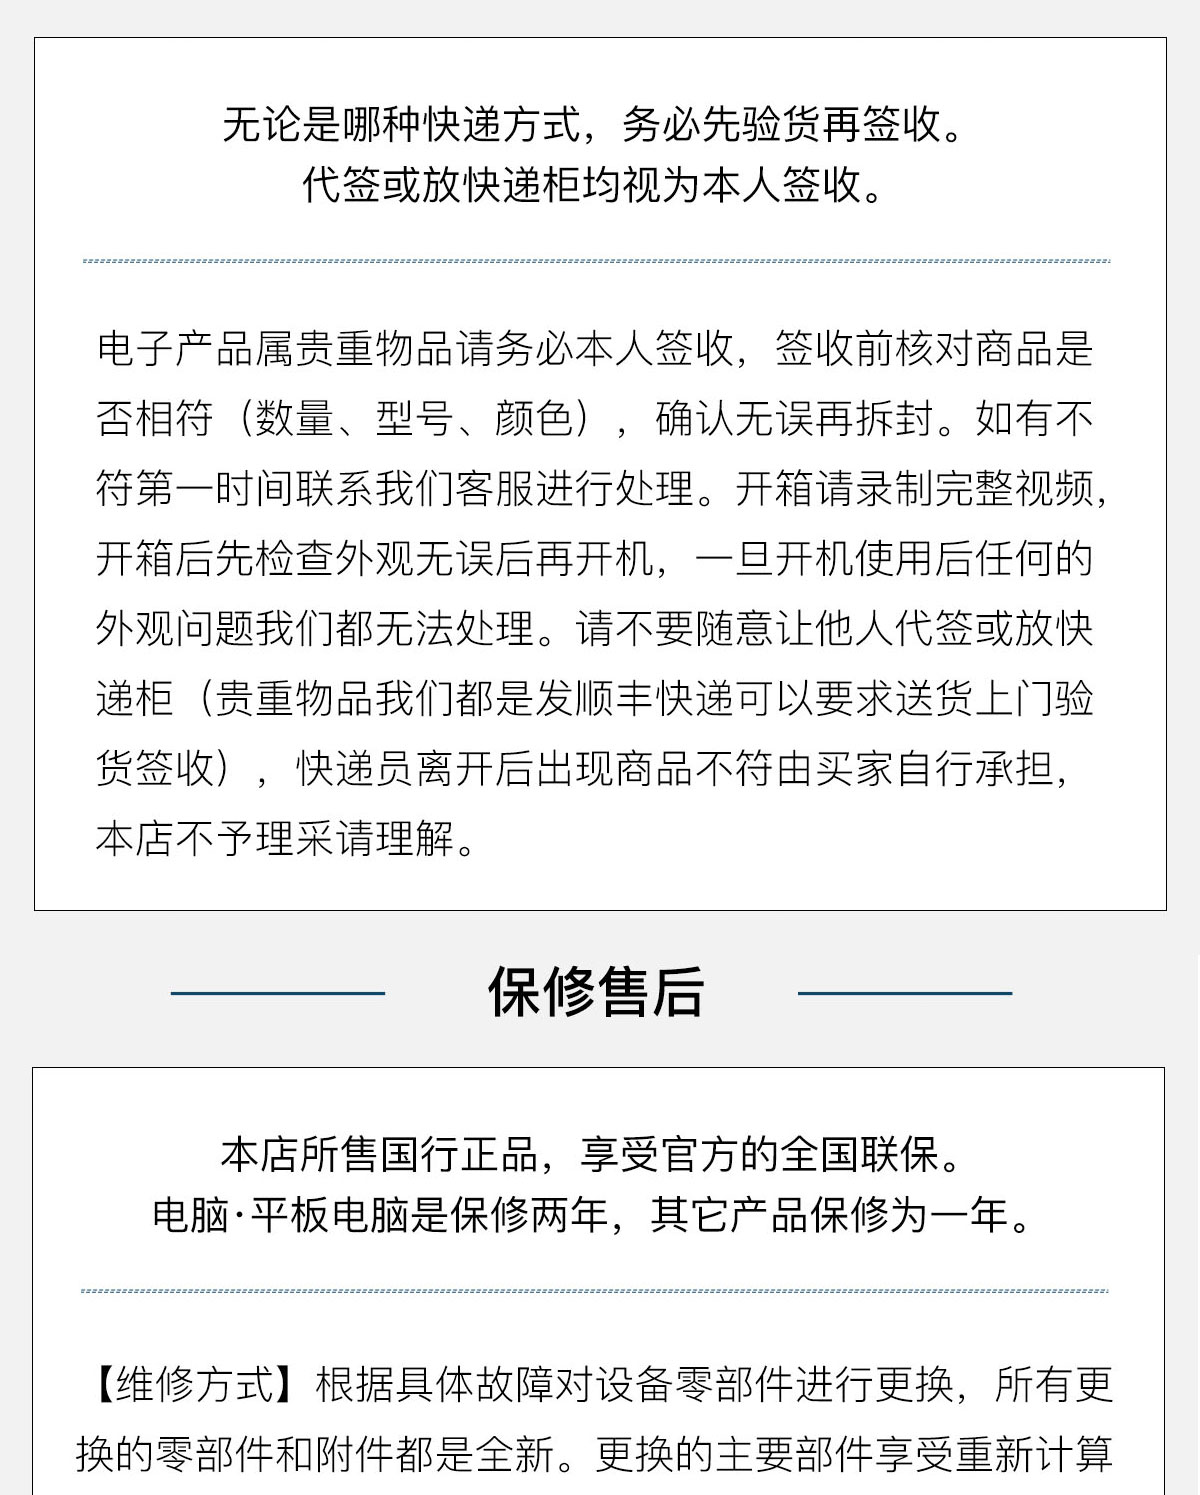 无论是哪种快递方式，务必先验货再签收。
代签或放快递柜均视为本人签收。
电子产品属贵重物品请务必本人签收，签收前核对商品是
否相符（数量、型号、颜色），确认无误再拆封。如有不
符第一时间联系我们客服进行处理。开箱请录制完整视频，
开箱后先检查外观无误后再开机，一旦开机使用后任何的
外观问题我们都无法处理。请不要随意让他人代签或放快
递柜（贵重物品我们都是发顺丰快递可以要求送货上门验
货签收），快递员离开后出现商品不符由买家自行承担，
本店不予理采请理解。
保修售后
本店所售国行正品，享受官方的全国联保。
电脑·平板电脑是保修两年，其它产品保修为一年。
【维修方式】根据具体故障对设备零部件进行更换，所有更
换的零部件和附件都是全新。更换的主要部件享受重新计算